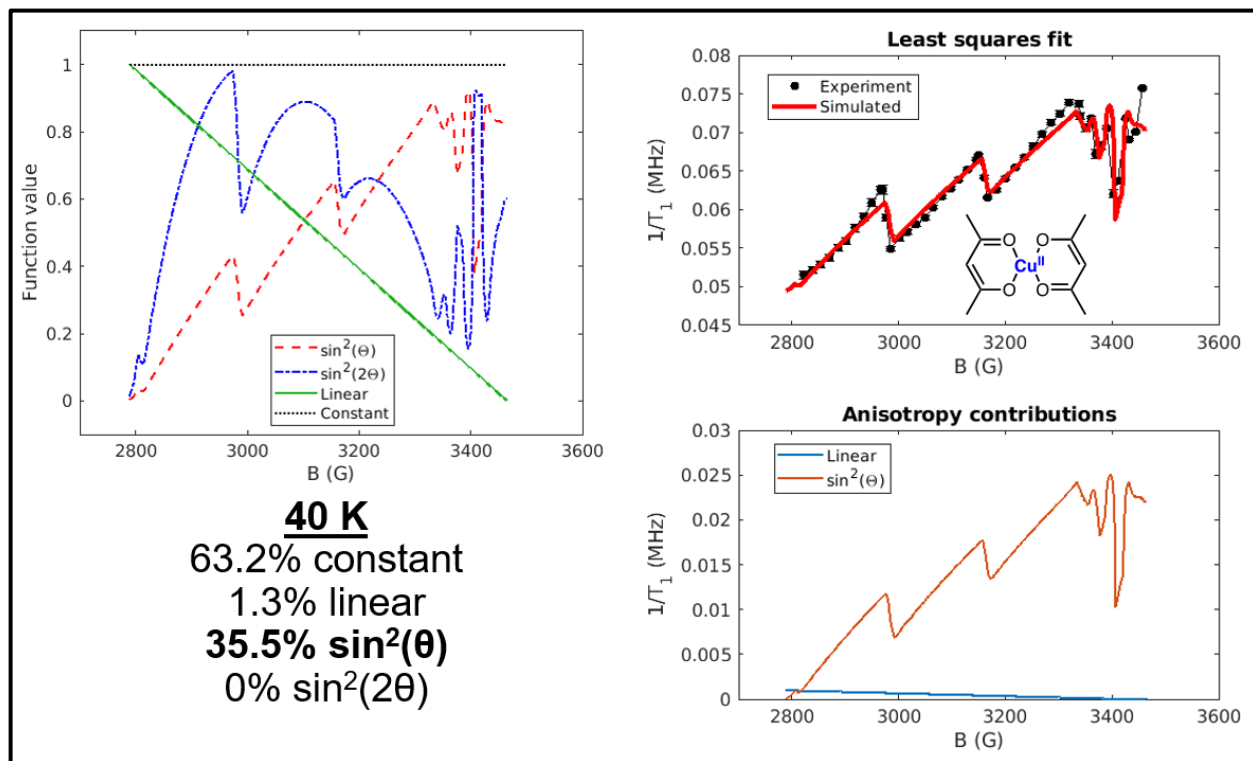 Function value
1
0.8
0.6
0.4
0.2
0
sin²(Θ)
sin²(2Θ)
Linear
Constant
2800 3000 3200 3400 3600
B (G)
40 K
63.2% constant
1.3% linear
35.5% sin²(θ)
0% sin²(2θ)
Least squares fit
1/T₁ (MHz)
0.08
0.075
0.07
0.065
0.06
0.055
0.05
0.045
Experiment
Simulated
O O
Cu^II
O O
2800 3000 3200 3400 3600
B (G)
Anisotropy contributions
1/T₁ (MHz)
0.03
0.025
0.02
0.015
0.01
0.005
0
Linear
sin²(Θ)
2800 3000 3200 3400 3600
B (G)